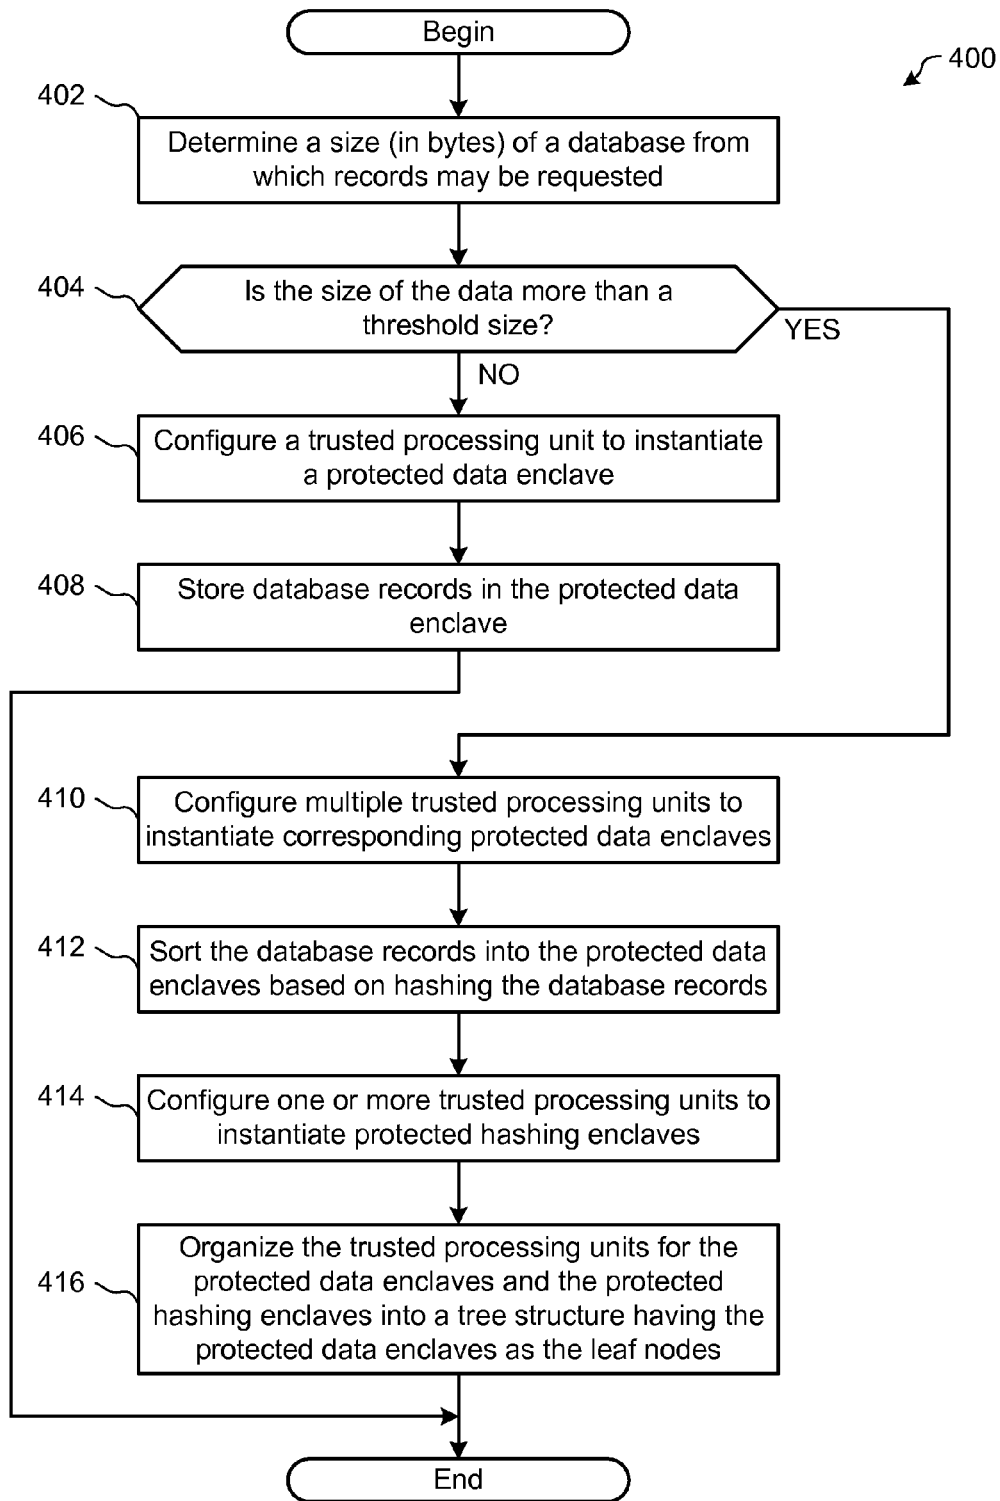 Begin
400
402
Determine a size (in bytes) of a database from
which records may be requested
404
Is the size of the data more than a
threshold size?
YES
NO
406
Configure a trusted processing unit to instantiate
a protected data enclave
408
Store database records in the protected data
enclave
410
Configure multiple trusted processing units to
instantiate corresponding protected data enclaves
412
Sort the database records into the protected data
enclaves based on hashing the database records
414
Configure one or more trusted processing units to
instantiate protected hashing enclaves
416
Organize the trusted processing units for the
protected data enclaves and the protected
hashing enclaves into a tree structure having the
protected data enclaves as the leaf nodes
End